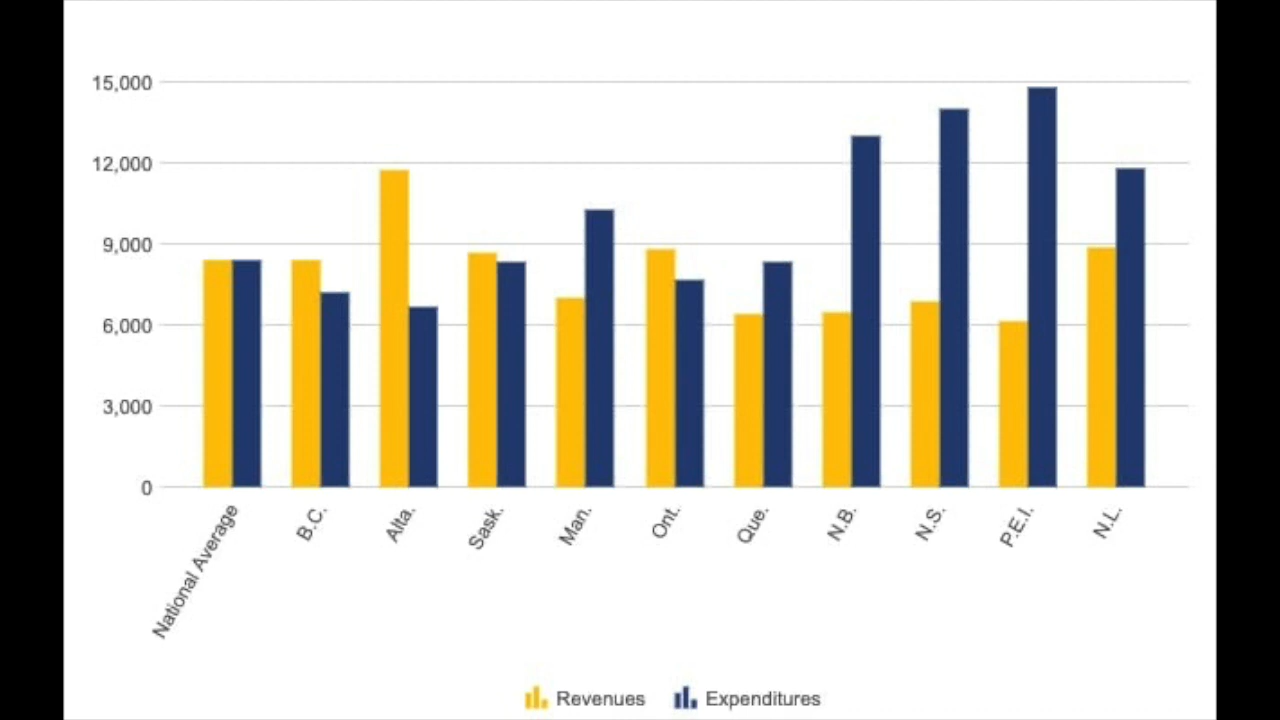 15,000
12,000
9,000
6,000
3,000
0
National Average
B.C.
Alta.
Sask.
Man.
Ont.
Que.
N.B.
N.S.
P.E.I.
N.L.
Revenues
Expenditures